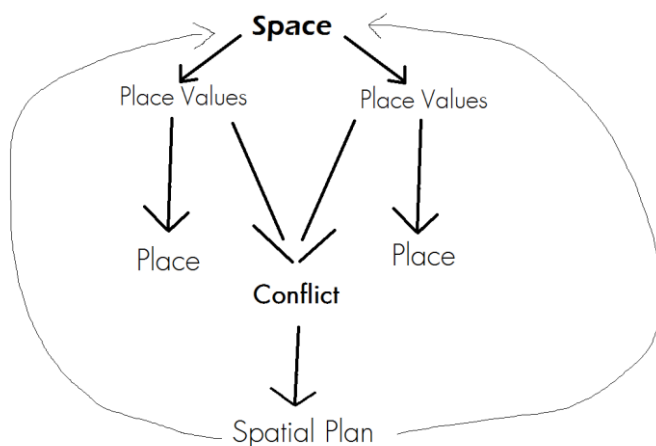 Space
Place Values
Place Values
Place
Place
Conflict
Spatial Plan